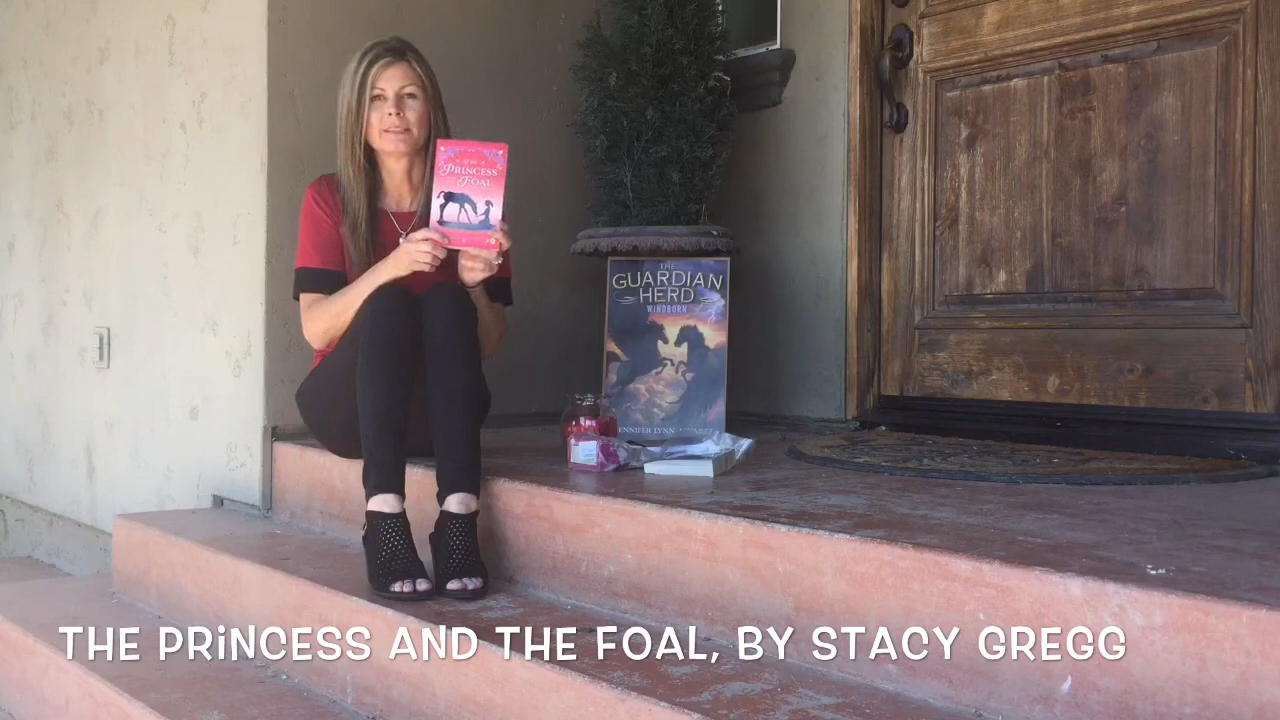 THE
PRINCESS
FOAL
THE
GUARDIAN
HERD
WINDBORN
JENNIFER LYNN
THE PRINCESS AND THE FOAL, BY STACY GREGG